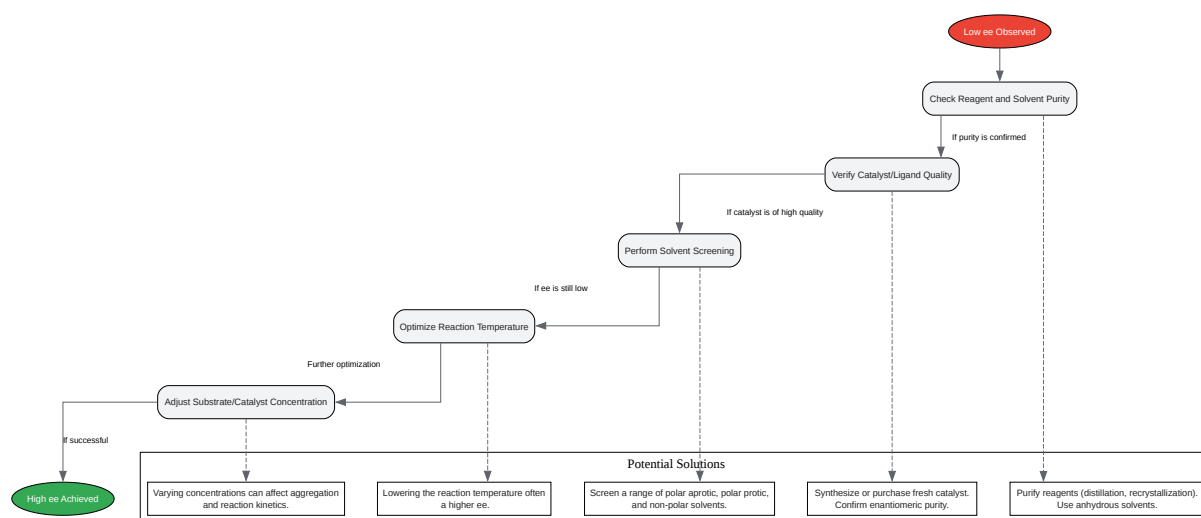 Low ee Observed
Check Reagent and Solvent Purity
If purity is confirmed
Verify Catalyst/Ligand Quality
If catalyst is of high quality
Perform Solvent Screening
If ee is still low
Optimize Reaction Temperature
Further optimization
Adjust Substrate/Catalyst Concentration
If successful
High ee Achieved
Potential Solutions
Varying concentrations can affect aggregation
and reaction kinetics.
Lowering the reaction temperature often
a higher ee.
Screen a range of polar aprotic, polar protic,
and non-polar solvents.
Synthesize or purchase fresh catalyst.
Confirm enantiomeric purity.
Purify reagents (distillation, recrystallization).
Use anhydrous solvents.